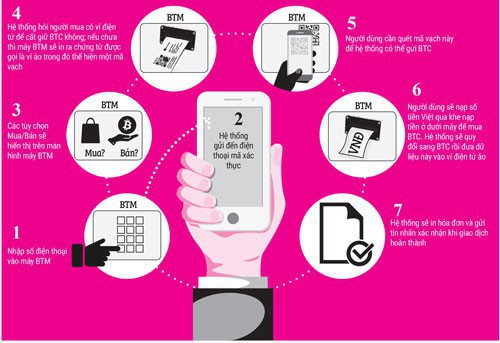 4
Hệ thống hỏi người mua có ví điện
tử để cất giữ BTC không; nếu chưa
thì máy BTM sẽ in ra chứng từ được
gọi là ví ảo trong đó thể hiện một mã
vạch
BTM
BTM
5
Người dùng cần quét mã vạch này
để hệ thống có thể gửi BTC
3
Các tùy chọn
Mua/Bán sẽ
hiển thị trên màn
hình máy BTM
BTM
Mua?
Bán?
2
Hệ thống
gửi đến điện
thoại mã xác
thực
BTM
VNĐ
6
Người dùng sẽ nạp số
tiền Việt qua khe nạp
tiền ở dưới máy để mua
BTC. Hệ thống sẽ quy
đổi sang BTC rồi đưa dữ
liệu này vào ví điện tử ảo
1
Nhập số điện thoại
vào máy BTM
BTM
7
Hệ thống sẽ in hóa đơn và gửi
tin nhắn xác nhận khi giao dịch
hoàn thành